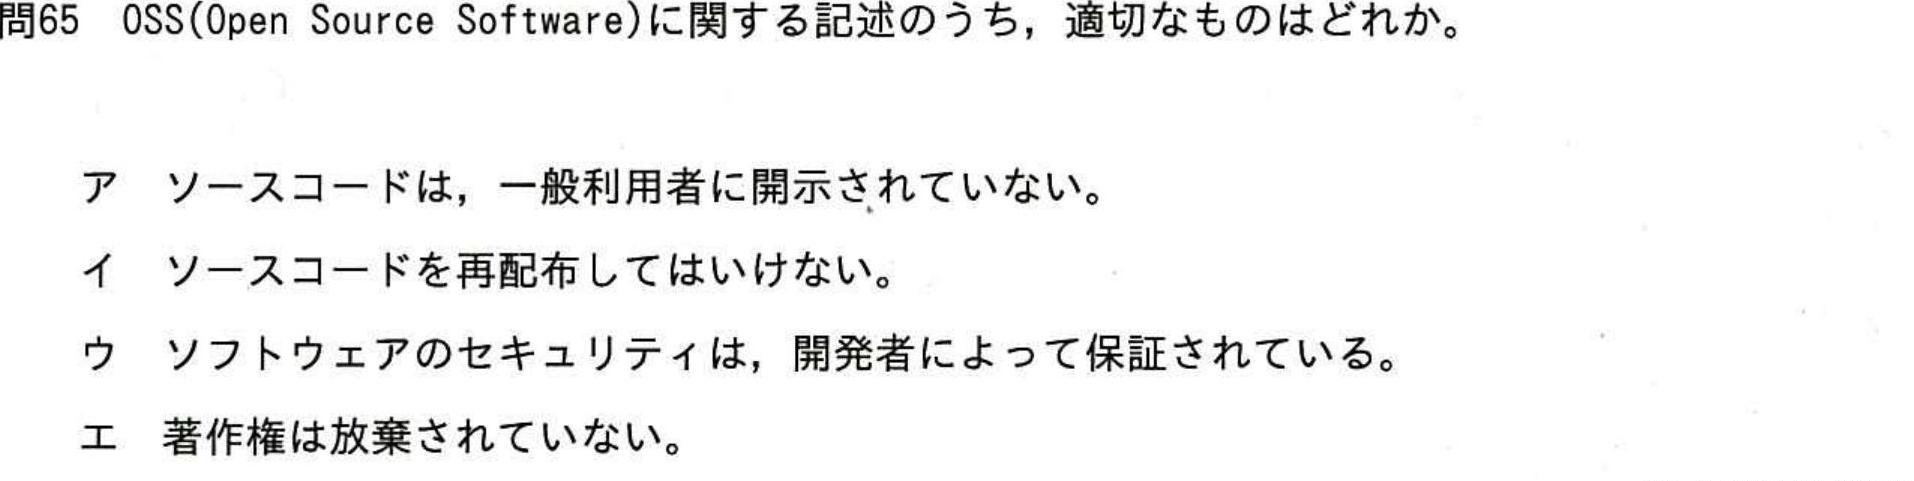 問65　OSS(Open Source Software)に関する記述のうち，適切なものはどれか。
ア　ソースコードは，一般利用者に開示されていない。
イ　ソースコードを再配布してはいけない。
ウ　ソフトウェアのセキュリティは，開発者によって保証されている。
エ　著作権は放棄されていない。